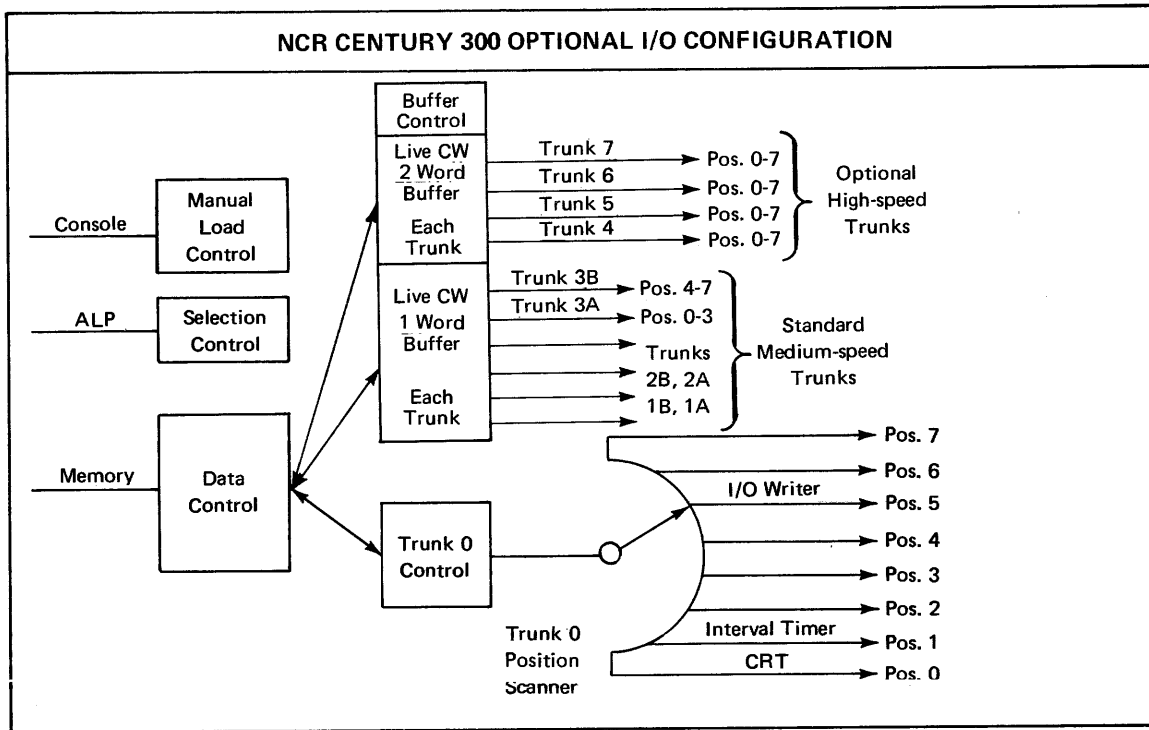 NCR CENTURY 300 OPTIONAL I/O CONFIGURATION
Buffer
Control
Live CW
2 Word
Buffer
Each
Trunk
Trunk 7
Pos. 0-7
Trunk 6
Pos. 0-7
Trunk 5
Pos. 0-7
Trunk 4
Pos. 0-7
Optional
High-speed
Trunks
Console
Manual
Load
Control
ALP
Selection
Control
Live CW
1 Word
Buffer
Each
Trunk
Trunk 3B
Pos. 4-7
Trunk 3A
Pos. 0-3
Trunks
2B, 2A
1B, 1A
Standard
Medium-speed
Trunks
Memory
Data
Control
Trunk 0
Control
Trunk 0
Position
Scanner
Pos. 7
Pos. 6
I/O Writer
Pos. 5
Pos. 4
Pos. 3
Pos. 2
Interval Timer
Pos. 1
CRT
Pos. 0